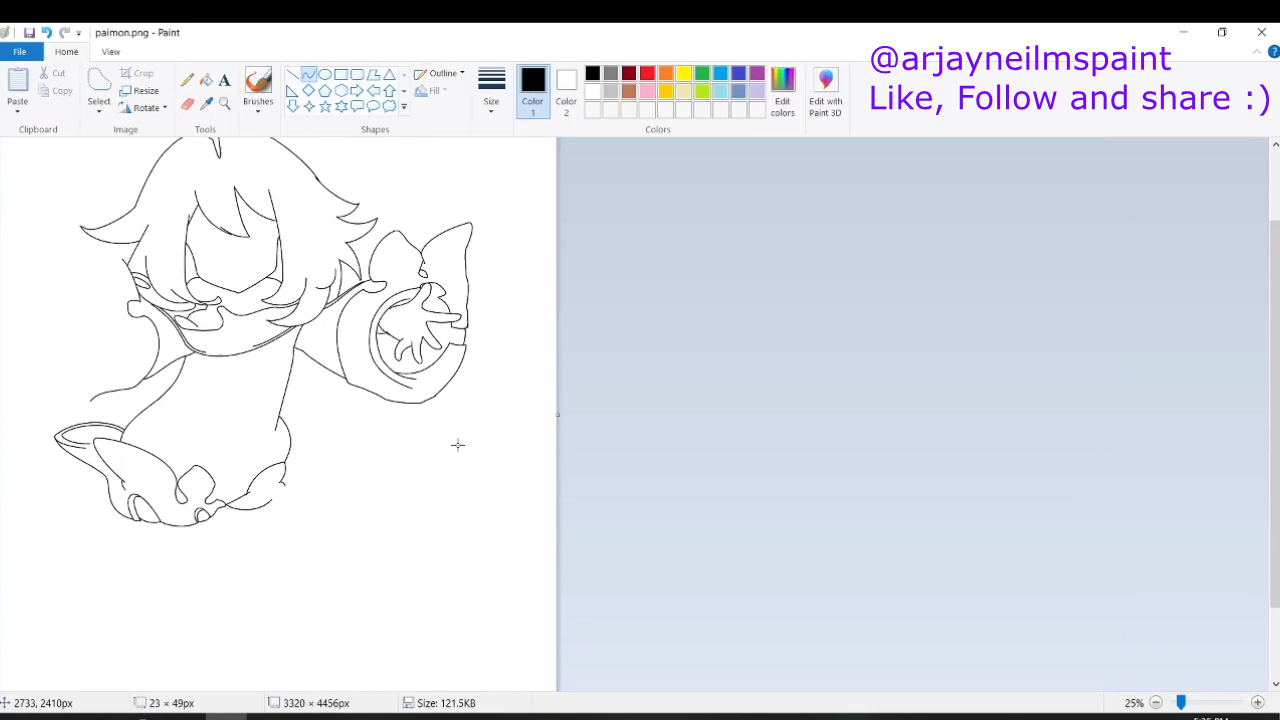 paimon.png - Paint
@arjayneilmspaint
Like, Follow and share :)
File Home View
Paste Cut Copy Clipboard
Select Crop Resize Rotate Image
Tools
Brushes
Shapes Outline Fill
Size
Color 1 Color 2 Edit colors Colors
Edit with Paint 3D
2733, 2410px 23 × 49px 3320 × 4456px Size: 121.5KB 25%